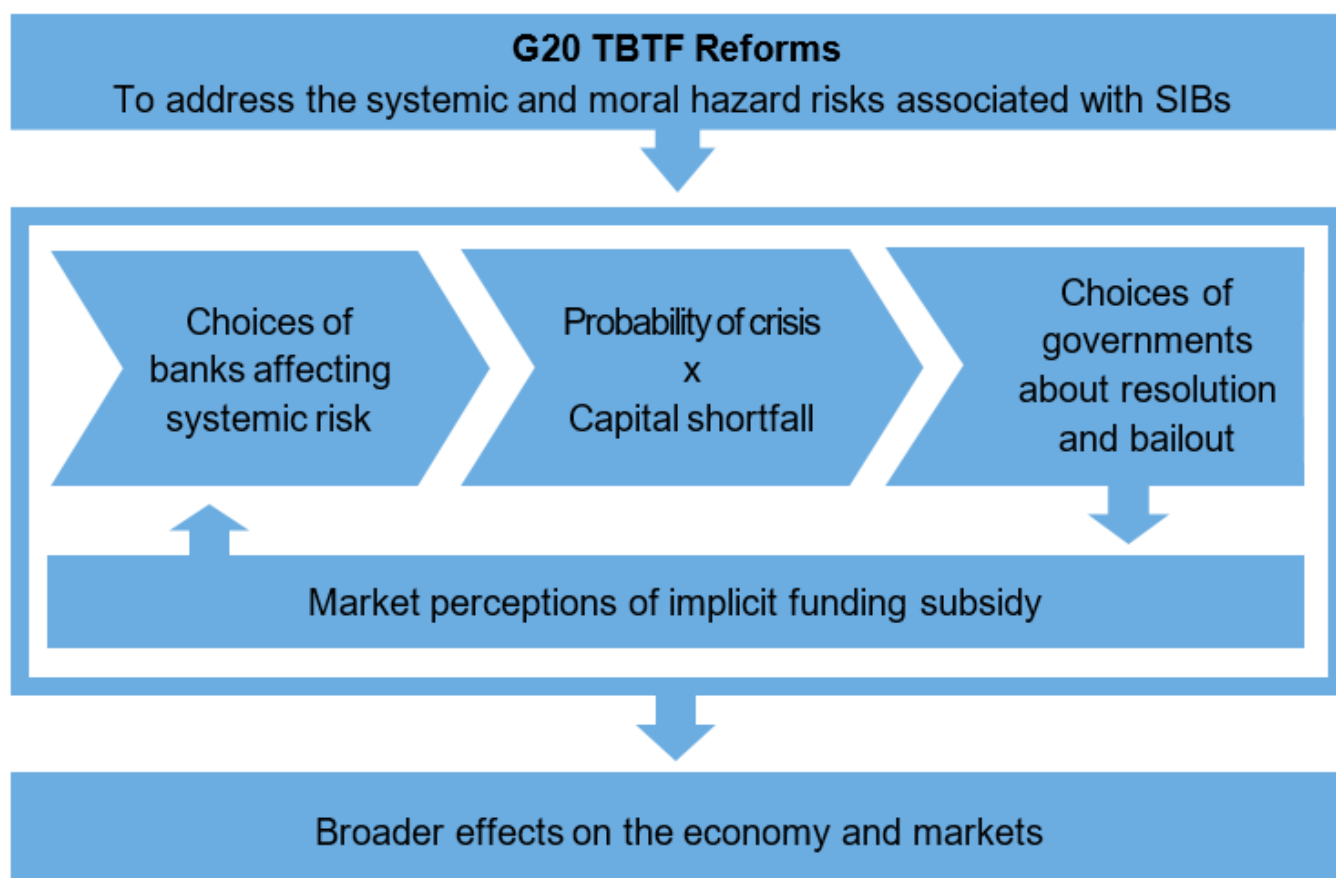 G20 TBTF Reforms
To address the systemic and moral hazard risks associated with SIBs
Choices of
banks affecting
systemic risk
Probability of crisis
x
Capital shortfall
Choices of
governments
about resolution
and bailout
Market perceptions of implicit funding subsidy
Broader effects on the economy and markets